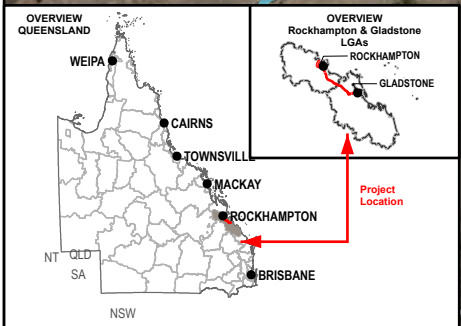 OVERVIEW
QUEENSLAND
WEIPA
CAIRNS
TOWNSVILLE
MACKAY
ROCKHAMPTON
BRISBANE
NT
QLD
SA
NSW
OVERVIEW
Rockhampton & Gladstone
LGAs
ROCKHAMPTON
GLADSTONE
Project
Location